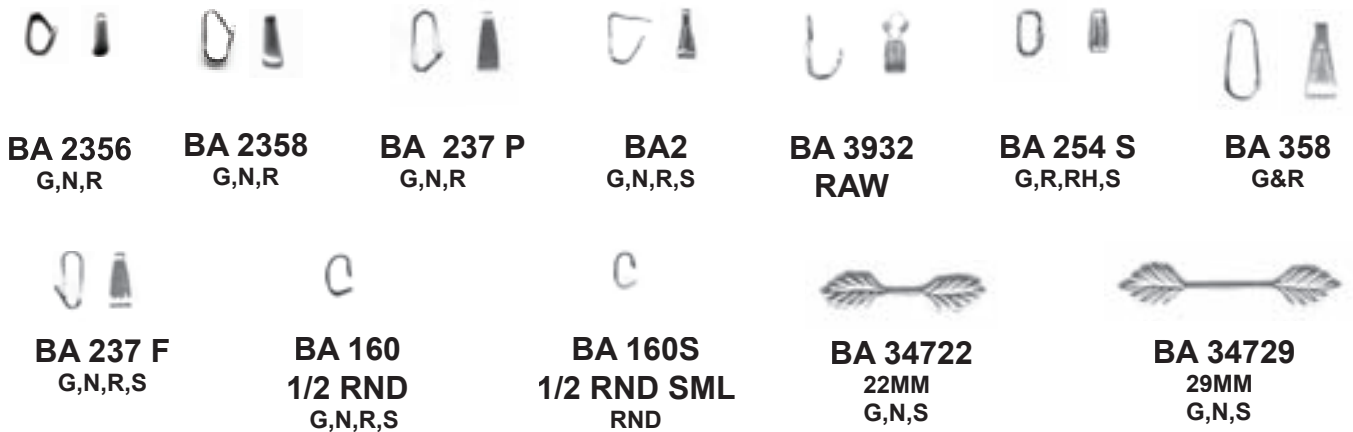 BA 2356
G,N,R
BA 2358
G,N,R
BA 237 P
G,N,R
BA2
G,N,R,S
BA 3932
RAW
BA 254 S
G,R,RH,S
BA 358
G&R
BA 237 F
G,N,R,S
BA 160
1/2 RND
G,N,R,S
BA 160S
1/2 RND SML
RND
BA 34722
22MM
G,N,S
BA 34729
29MM
G,N,S